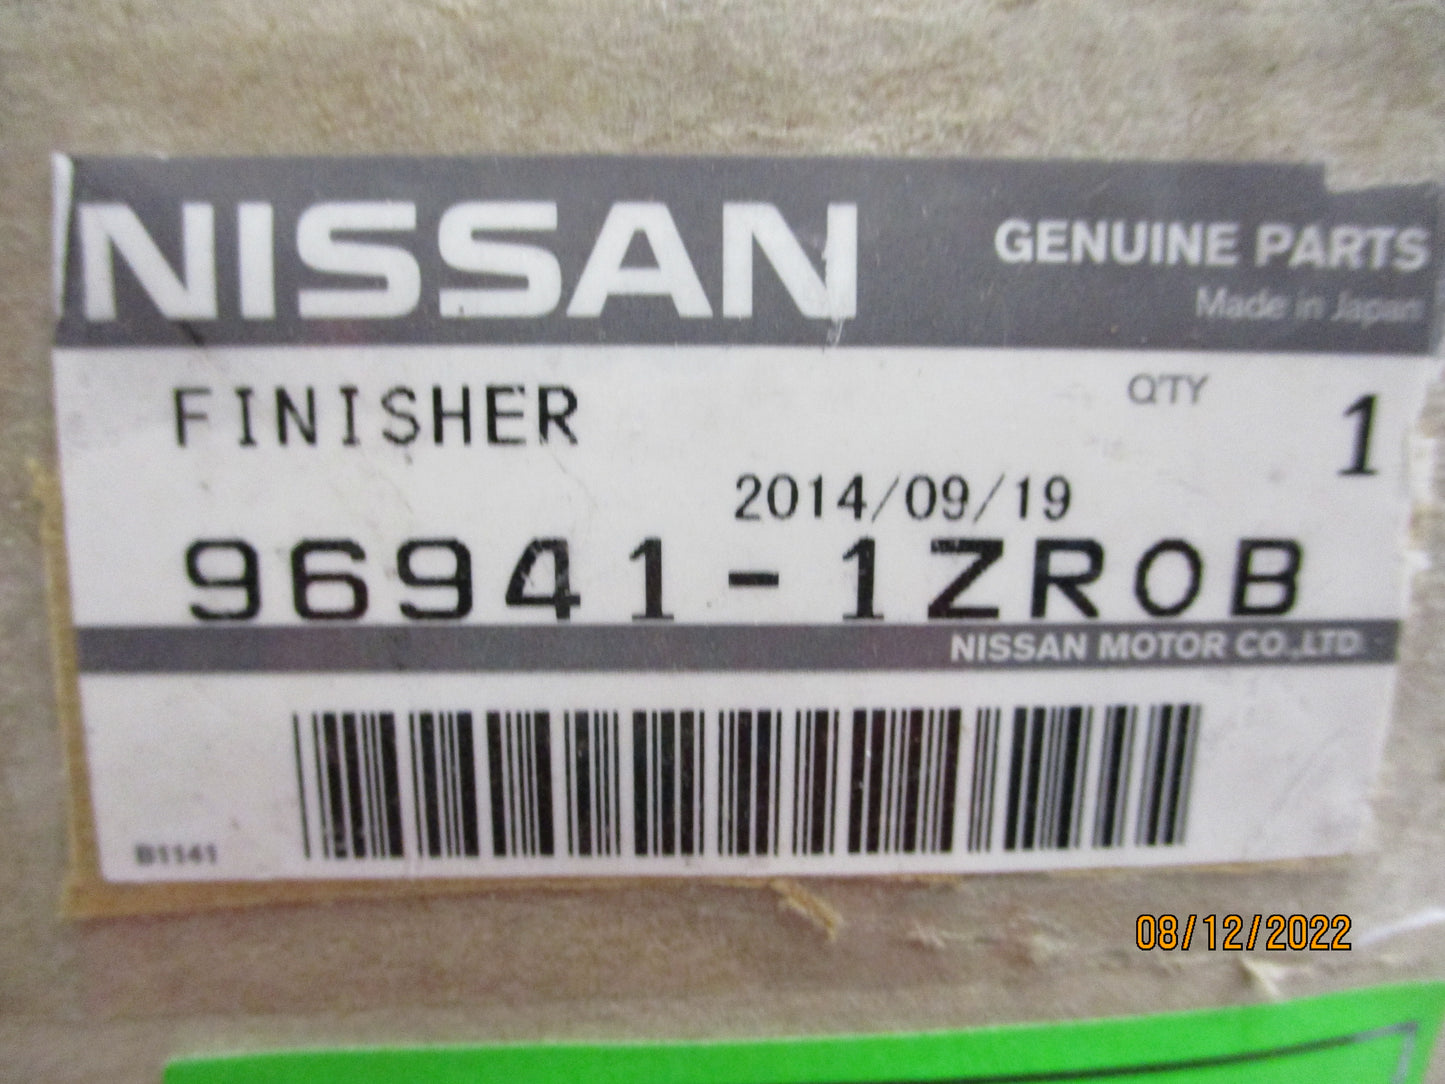 NISSAN
GENUINE PARTS
Made in Japan
FINISHER
Q'TY 1
2014/09/19
96941-1ZR0B
NISSAN MOTOR CO.,LTD.
B1141
08/12/2022